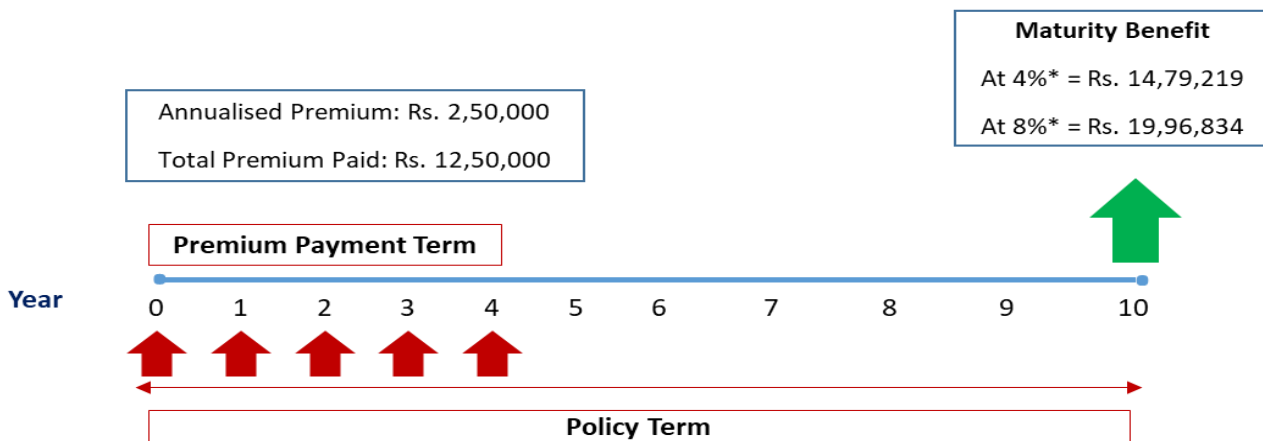 Maturity Benefit
At 4%* = Rs. 14,79,219
At 8%* = Rs. 19,96,834
Annualised Premium: Rs. 2,50,000
Total Premium Paid: Rs. 12,50,000
Premium Payment Term
Year 0 1 2 3 4 5 6 7 8 9 10
Policy Term